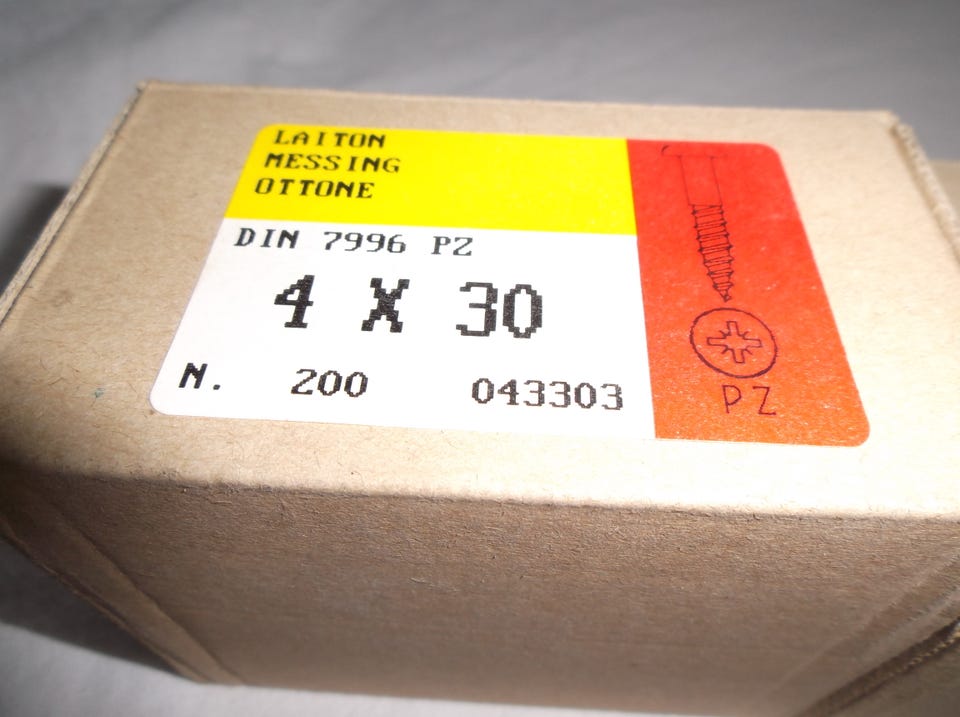 LAITON
MESSING
OTTONE
DIN 7996 PZ
4 X 30
N. 200 043303
PZ